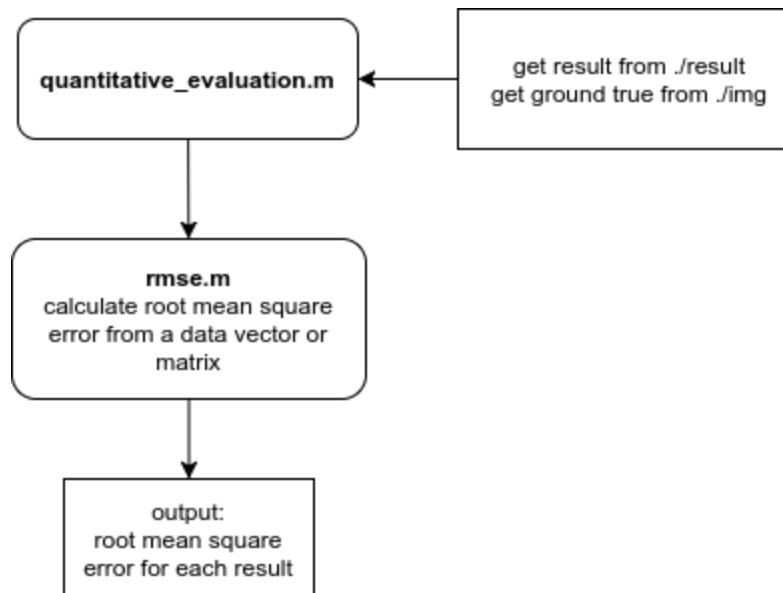 quantitative_evaluation.m
get result from ./result
get ground true from ./img
rmse.m
calculate root mean square
error from a data vector or
matrix
output:
root mean square
error for each result